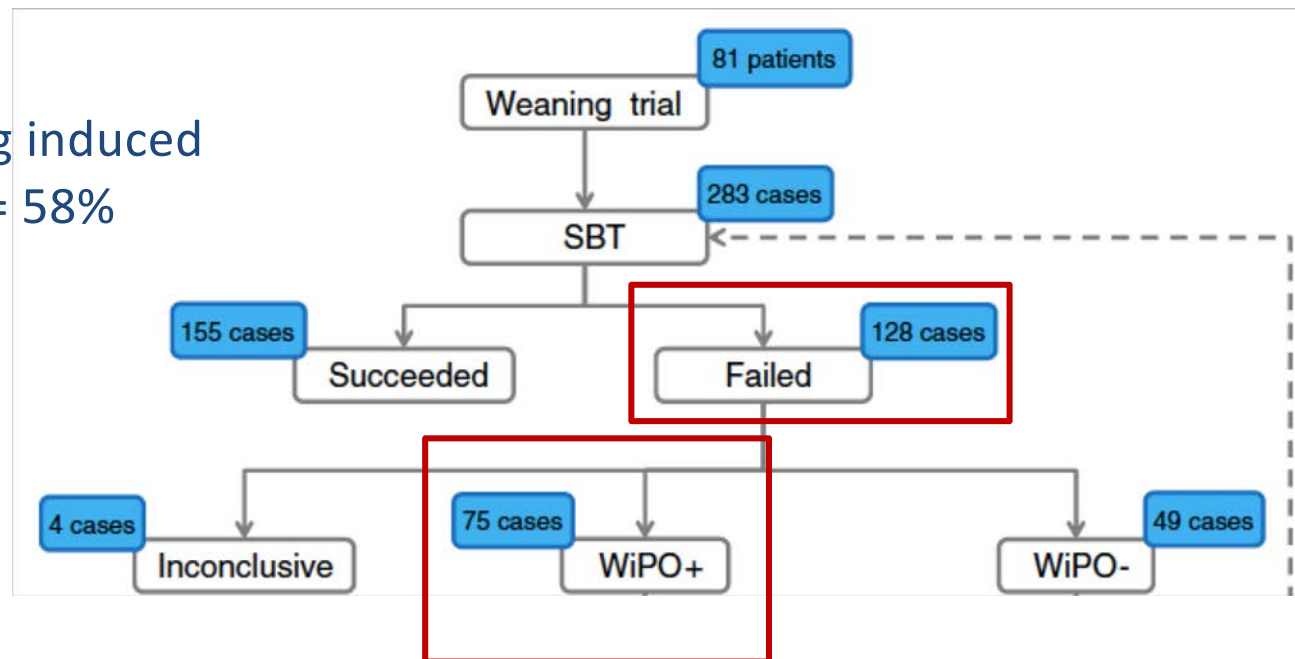 81 patients
Weaning trial
induced
= 58%
283 cases
SBT
155 cases
128 cases
Succeeded
Failed
4 cases
75 cases
49 cases
Inconclusive
WiPO+
WiPO-